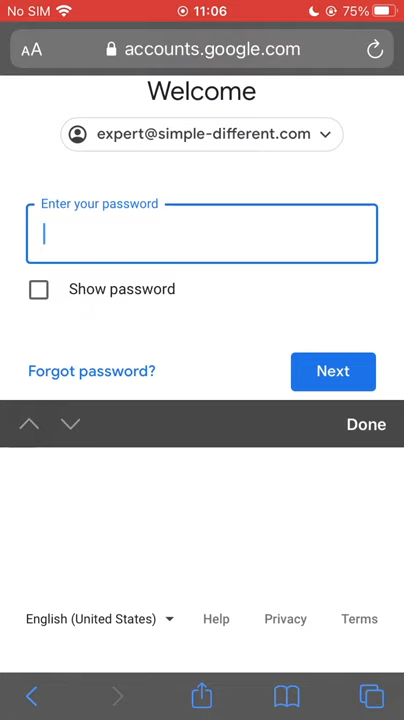 No SIM 11:06 75%
AA accounts.google.com
Welcome
expert@simple-different.com
Enter your password
Show password
Forgot password? Next
Done
English (United States) Help Privacy Terms